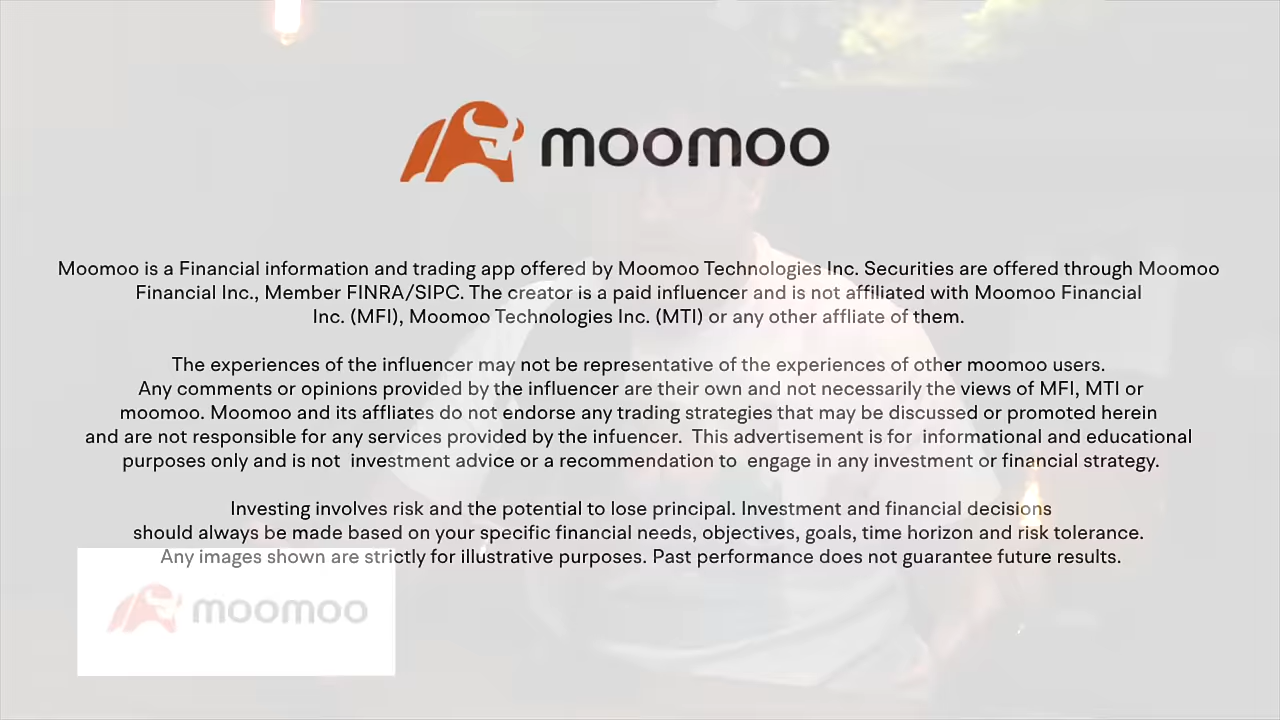 moomoo
Moomoo is a Financial information and trading app offered by Moomoo Technologies Inc. Securities are offered through Moomoo
Financial Inc., Member FINRA/SIPC. The creator is a paid influencer and is not affiliated with Moomoo Financial
Inc. (MFI), Moomoo Technologies Inc. (MTI) or any other affliate of them.
The experiences of the influencer may not be representative of the experiences of other moomoo users.
Any comments or opinions provided by the influencer are their own and not necessarily the views of MFI, MTI or
moomoo. Moomoo and its affliates do not endorse any trading strategies that may be discussed or promoted herein
and are not responsible for any services provided by the infuencer. This advertisement is for informational and educational
purposes only and is not investment advice or a recommendation to engage in any investment or financial strategy.
Investing involves risk and the potential to lose principal. Investment and financial decisions
should always be made based on your specific financial needs, objectives, goals, time horizon and risk tolerance.
Any images shown are strictly for illustrative purposes. Past performance does not guarantee future results.
moomoo